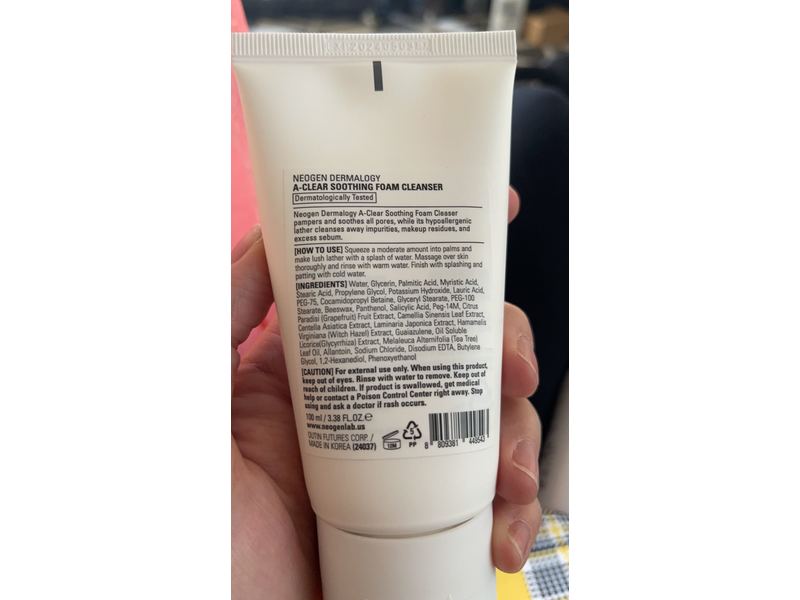 NEOGEN DERMALOGY
A-CLEAR SOOTHING FOAM CLEANSER
Dermatologically Tested
Neogen Dermalogy A-Clear Soothing Foam Cleaser
pampers and soothes all pores, while its hypoallergenic
lather cleanses away impurities, makeup residues, and
excess sebum.
[HOW TO USE] Squeeze a moderate amount into palms and
make lush lather with a splash of water. Massage over skin
thoroughly and rinse with warm water. Finish with splashing and
patting with cold water.
[INGREDIENTS] Water, Glycerin, Palmitic Acid, Myristic Acid,
Stearic Acid, Propylene Glycol, Potassium Hydroxide, Lauric Acid,
PEG-75, Cocamidopropyl Betaine, Glyceryl Stearate, PEG-100
Stearate, Beeswax, Panthenol, Salicylic Acid, Peg-14M, Citrus
Paradisi (Grapefruit) Fruit Extract, Camellia Sinensis Leaf Extract,
Centella Asiatica Extract, Laminaria Japonica Extract, Hamamelis
Virginiana (Witch Hazel) Extract, Guaiazulene, Oil Soluble
Licorice(Glycyrrhiza) Extract, Melaleuca Alternifolia (Tea Tree)
Leaf Oil, Allantoin, Sodium Chloride, Disodium EDTA, Butylene
Glycol, 1,2-Hexanediol, Phenoxyethanol
[CAUTION] For external use only. When using this product,
keep out of eyes. Rinse with water to remove. Keep out of
reach of children. If product is swallowed, get medical
help or contact a Poison Control Center right away. Stop
using and ask a doctor if rash occurs.
100 ml / 3.38 FL.OZ.℮
www.neogenlab.us
OUTIN FUTURES CORP. /
MADE IN KOREA (24037)
12M
5
PP
8 809381 449543